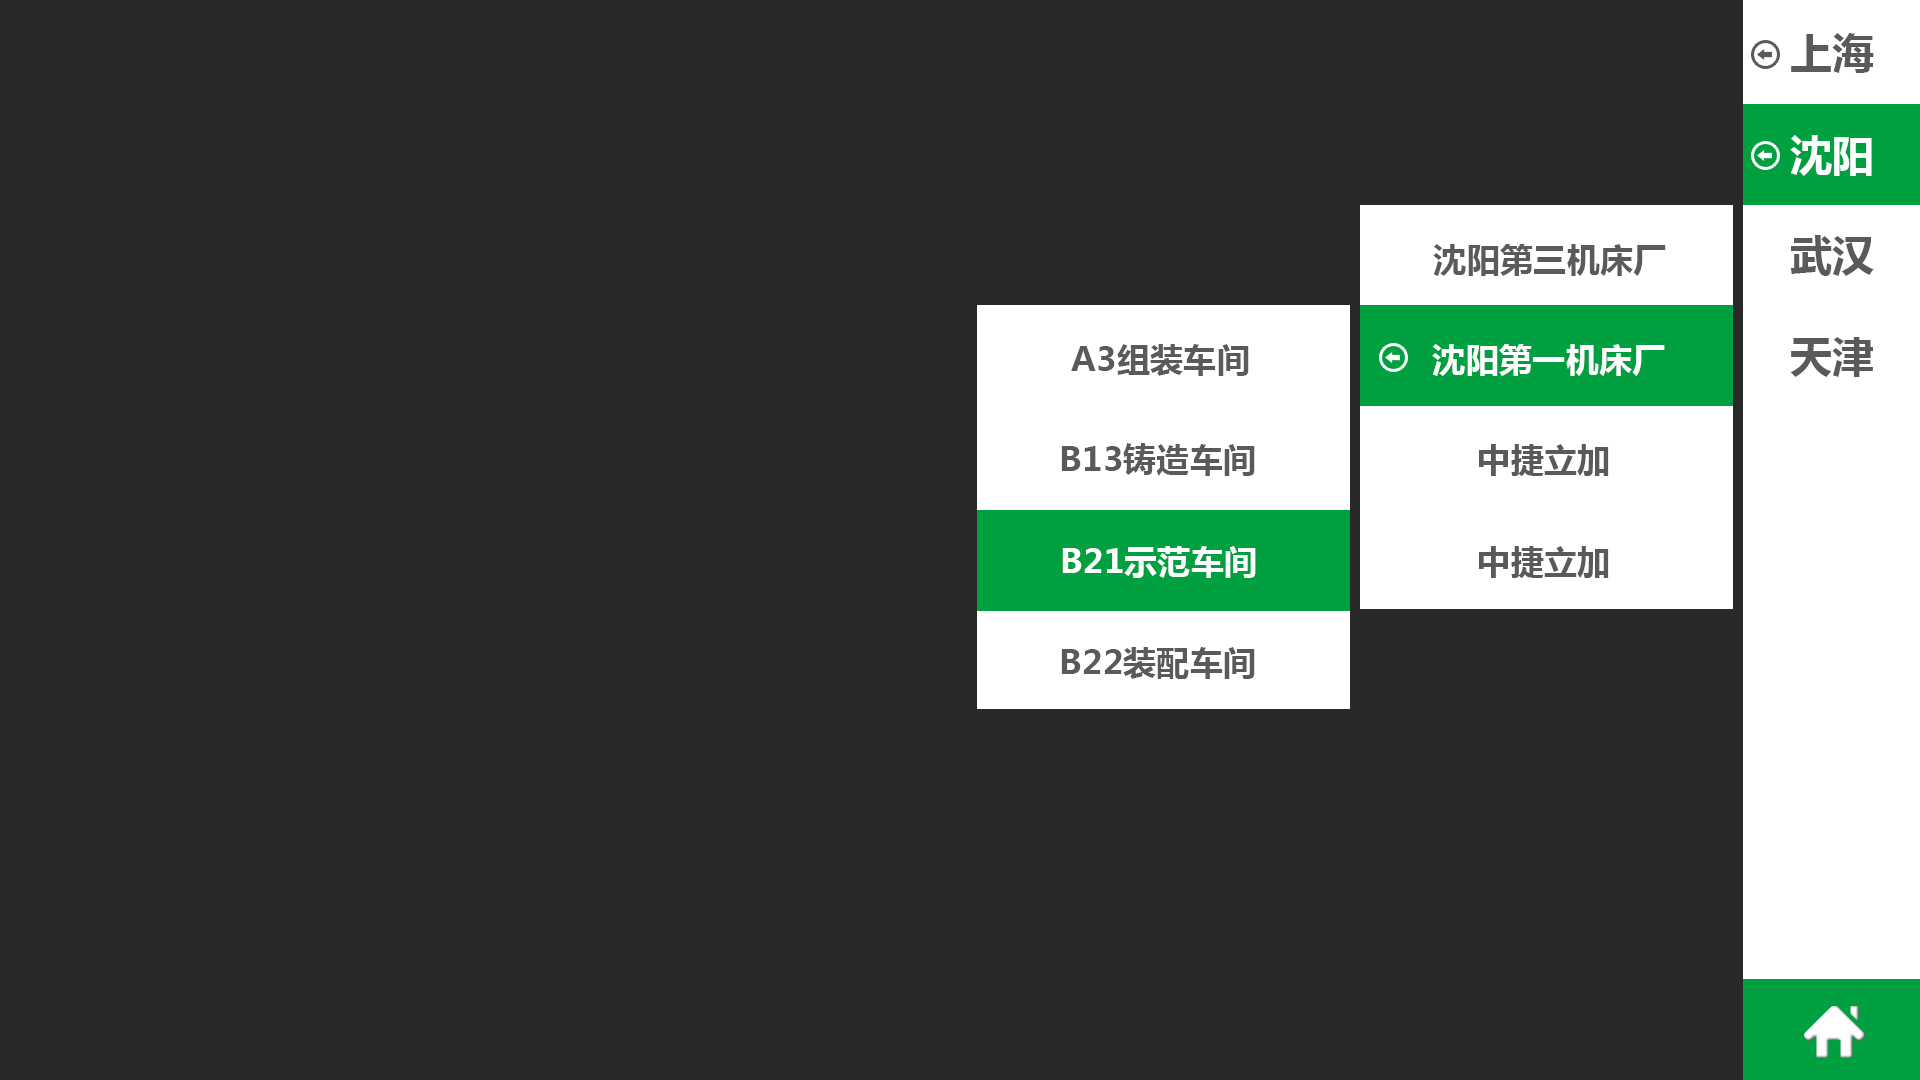 上海
沈阳
武汉
天津
沈阳第三机床厂
沈阳第一机床厂
中捷立加
中捷立加
A3组装车间
B13铸造车间
B21示范车间
B22装配车间